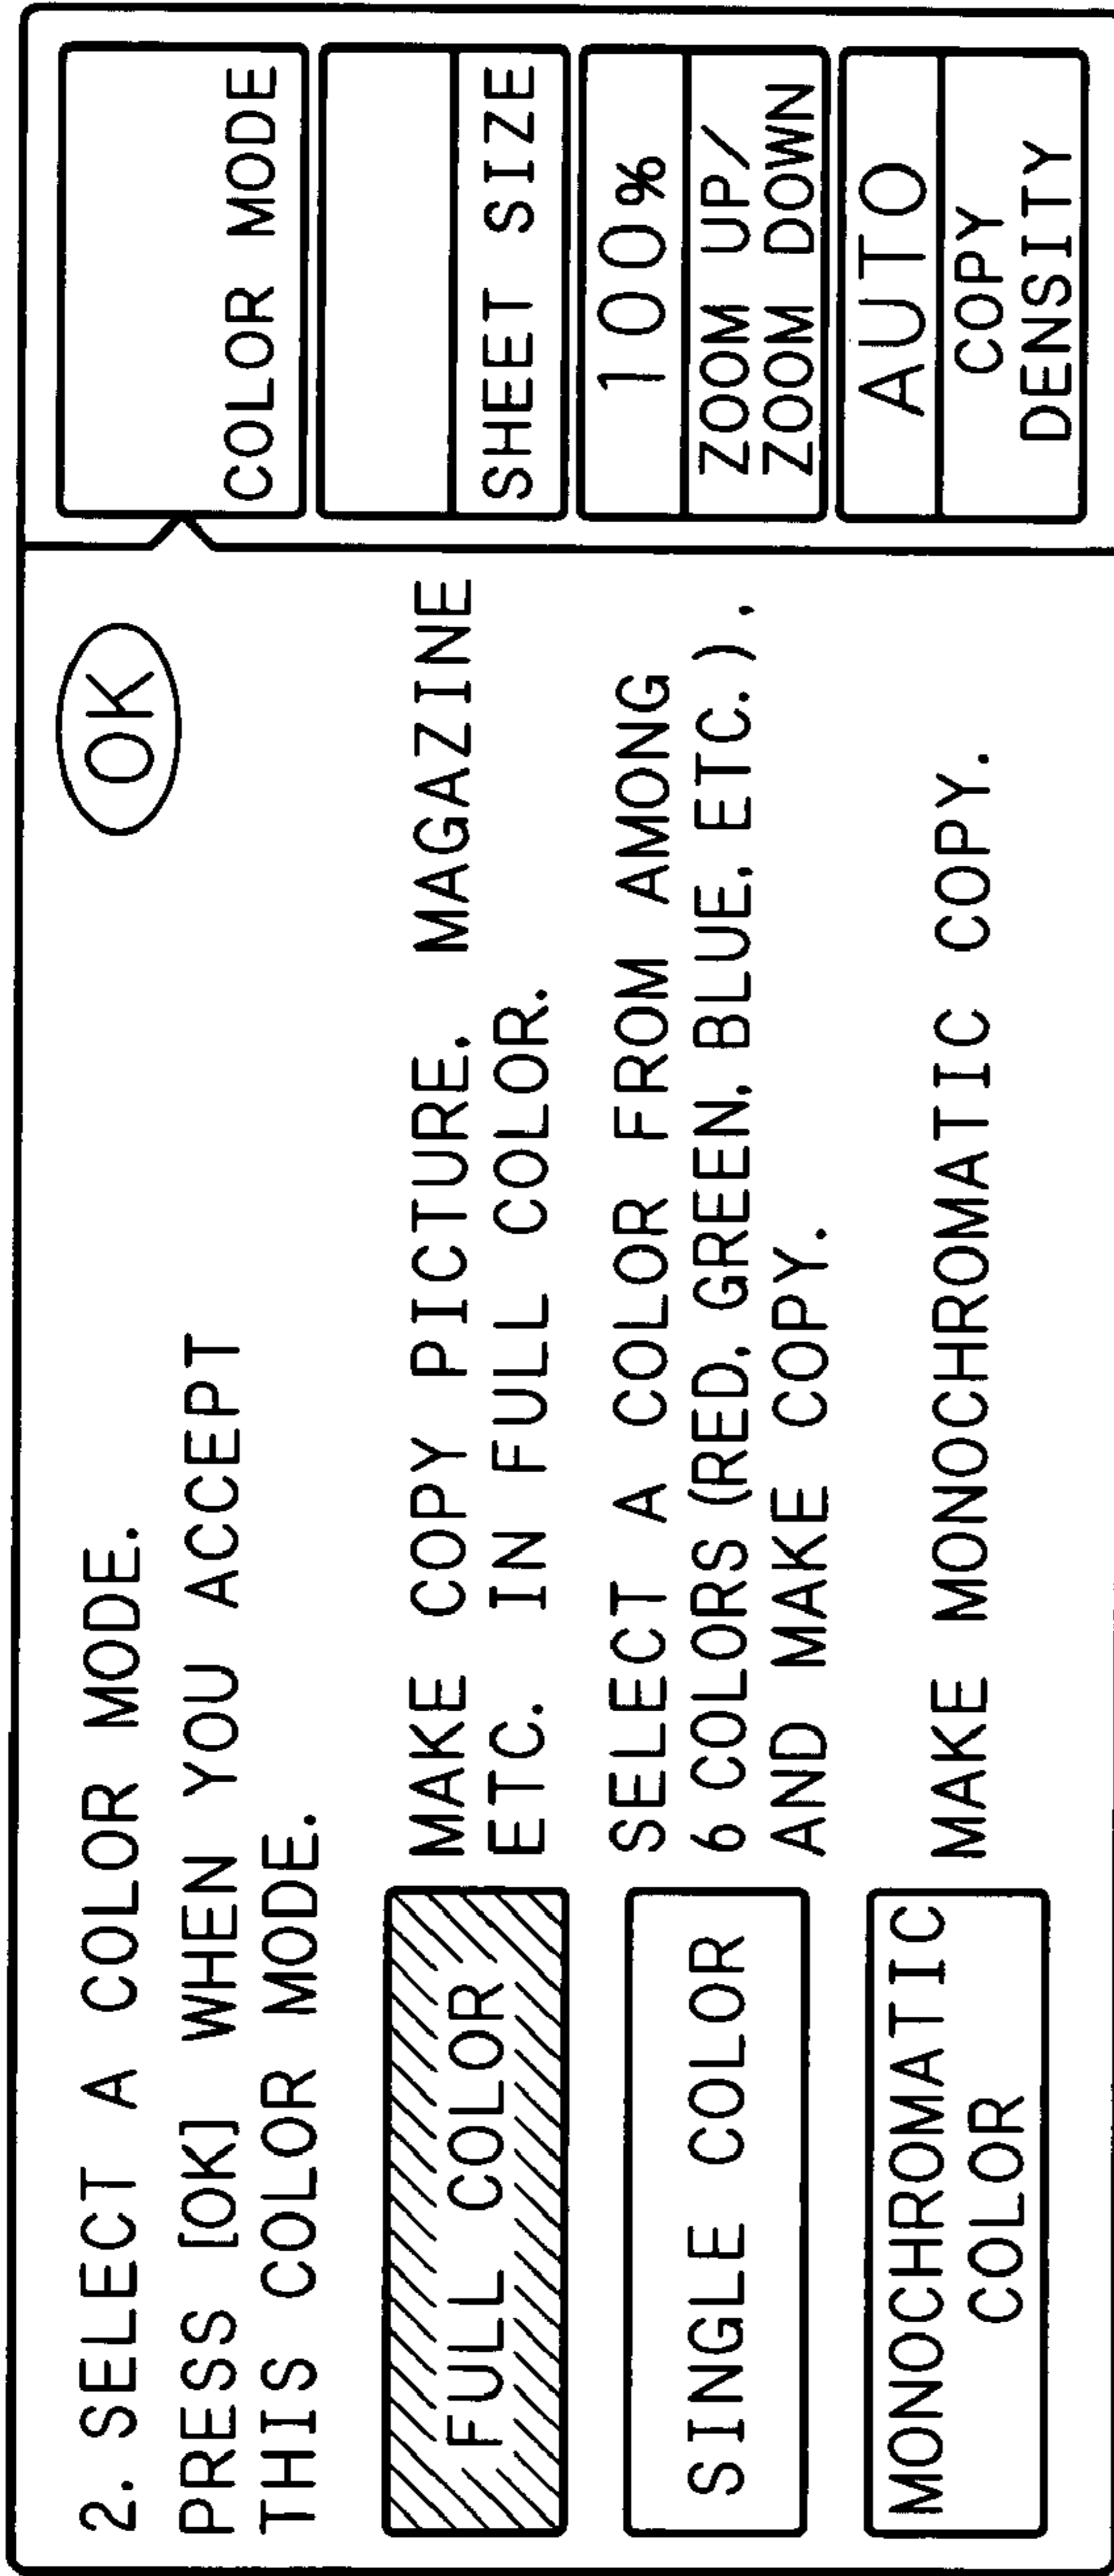 2. SELECT A COLOR MODE.
PRESS [OK] WHEN YOU ACCEPT
THIS COLOR MODE.
OK
FULL COLOR
MAKE COPY PICTURE, MAGAZINE
ETC. IN FULL COLOR.
SINGLE COLOR
SELECT A COLOR FROM AMONG
6 COLORS (RED, GREEN, BLUE, ETC.),
AND MAKE COPY.
MONOCHROMATIC
COLOR
MAKE MONOCHROMATIC COPY.
COLOR MODE
SHEET SIZE
100%
ZOOM UP/
ZOOM DOWN
AUTO
COPY
DENSITY